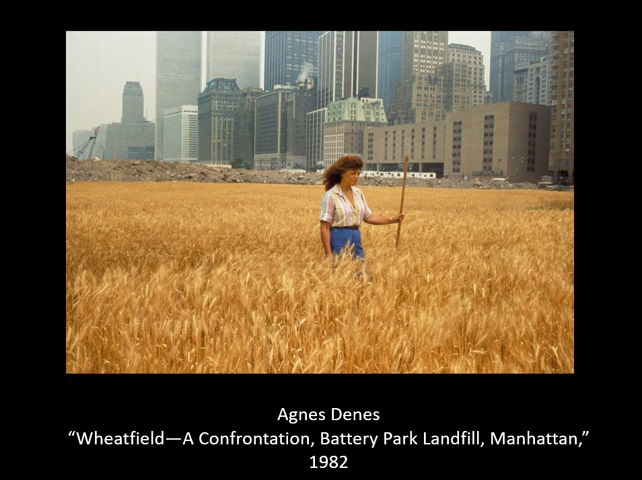 Agnes Denes
“Wheatfield—A Confrontation, Battery Park Landfill, Manhattan,”
1982